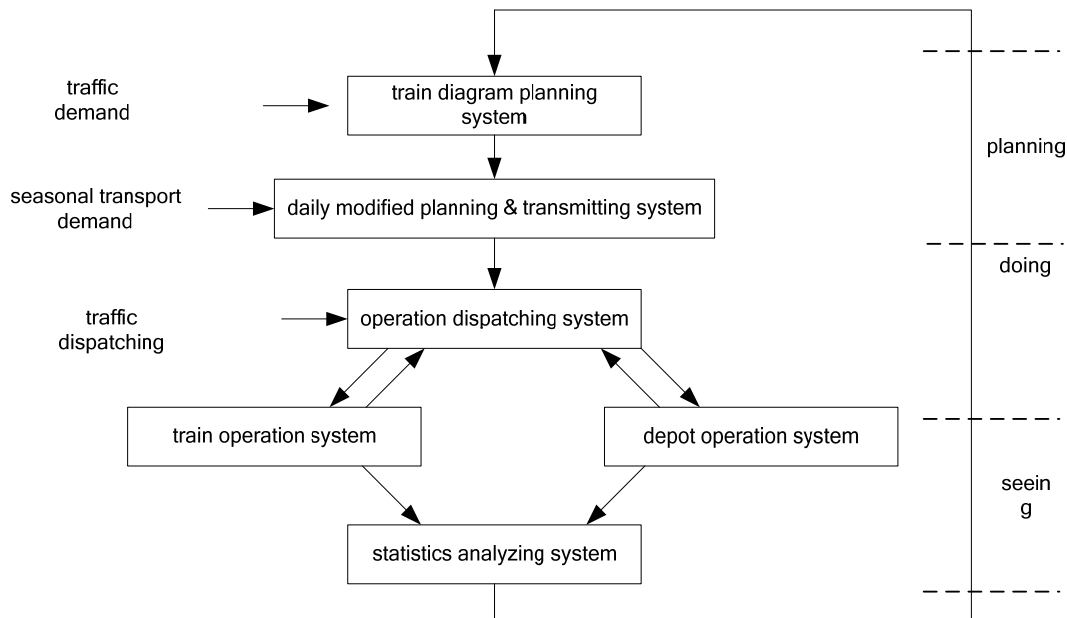 traffic
demand
train diagram planning
system
planning
seasonal transport
demand
daily modified planning & transmitting system
doing
traffic
dispatching
operation dispatching system
train operation system
depot operation system
seein
g
statistics analyzing system